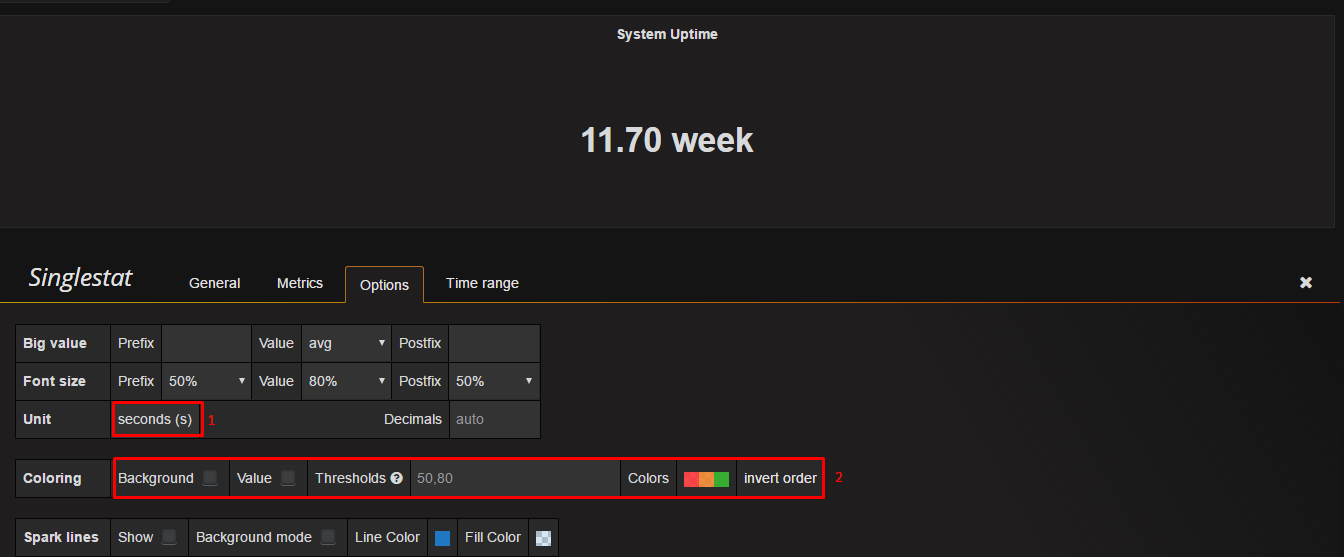 System Uptime
11.70 week
Singlestat General Metrics Options Time range
Big value Prefix Value avg Postfix
Font size Prefix 50% Value 80% Postfix 50%
Unit seconds (s) 1 Decimals auto
Coloring Background Value Thresholds 50,80 Colors invert order 2
Spark lines Show Background mode Line Color Fill Color